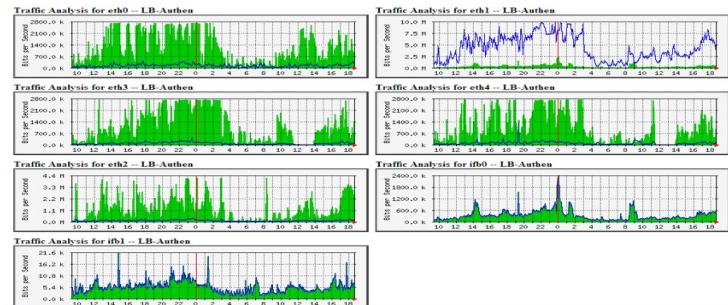 Traffic Analysis for eth0 -- LB-Authen
Bits per Second
2800.0 k
2100.0 k
1400.0 k
700.0 k
0.0 k
10 12 14 16 18 20 22 0 2 4 6 8 10 12 14 16 18
Traffic Analysis for eth1 -- LB-Authen
Bits per Second
10.0 M
7.5 M
5.0 M
2.5 M
0.0 M
10 12 14 16 18 20 22 0 2 4 6 8 10 12 14 16 18
Traffic Analysis for eth3 -- LB-Authen
Bits per Second
2800.0 k
2100.0 k
1400.0 k
700.0 k
0.0 k
10 12 14 16 18 20 22 0 2 4 6 8 10 12 14 16 18
Traffic Analysis for eth4 -- LB-Authen
Bits per Second
2800.0 k
2100.0 k
1400.0 k
700.0 k
0.0 k
10 12 14 16 18 20 22 0 2 4 6 8 10 12 14 16 18
Traffic Analysis for eth2 -- LB-Authen
Bits per Second
4.4 M
3.3 M
2.2 M
1.1 M
0.0 M
10 12 14 16 18 20 22 0 2 4 6 8 10 12 14 16 18
Traffic Analysis for ifb0 -- LB-Authen
Bits per Second
2400.0 k
1800.0 k
1200.0 k
600.0 k
0.0 k
10 12 14 16 18 20 22 0 2 4 6 8 10 12 14 16 18
Traffic Analysis for ifb1 -- LB-Authen
Bits per Second
21.6 k
16.2 k
10.8 k
5.4 k
0.0 k
10 12 14 16 18 20 22 0 2 4 6 8 10 12 14 16 18